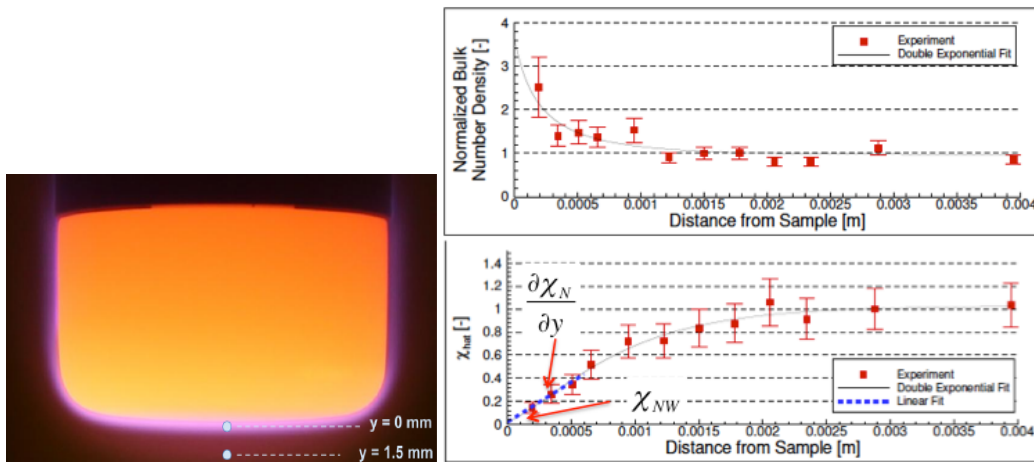 y = 0 mm
y = 1.5 mm
Normalized Bulk
Number Density [-]
5
4
3
2
1
0
Experiment
Double Exponential Fit
0 0.0005 0.001 0.0015 0.002 0.0025 0.003 0.0035 0.004
Distance from Sample [m]
χhat [-]
1.4
1.2
1
0.8
0.6
0.4
0.2
0
∂χN
∂y
χNW
Experiment
Double Exponential Fit
Linear Fit
0 0.0005 0.001 0.0015 0.002 0.0025 0.003 0.0035 0.004
Distance from Sample [m]